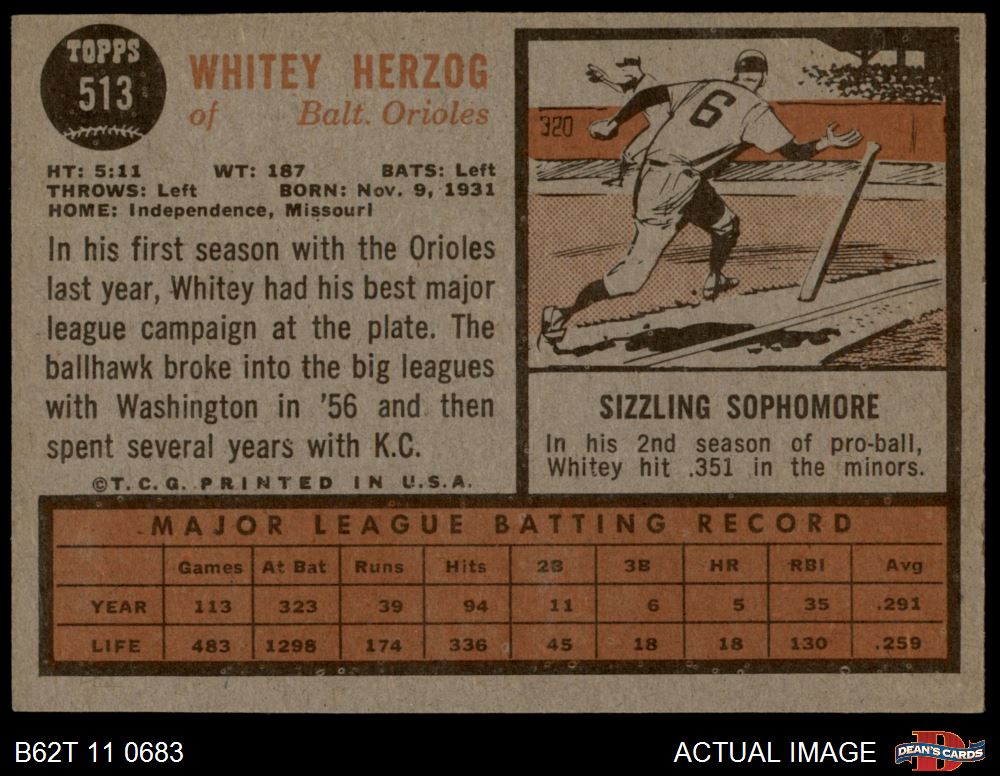 TOPPS
513
WHITEY HERZOG
of Balt. Orioles
HT: 5:11 WT: 187 BATS: Left
THROWS: Left BORN: Nov. 9, 1931
HOME: Independence, Missouri
In his first season with the Orioles
last year, Whitey had his best major
league campaign at the plate. The
ballhawk broke into the big leagues
with Washington in '56 and then
spent several years with K.C.
©T.C.G. PRINTED IN U.S.A.
320
6
SIZZLING SOPHOMORE
In his 2nd season of pro-ball,
Whitey hit .351 in the minors.
MAJOR LEAGUE BATTING RECORD
Games At Bat Runs Hits 2B 3B HR RBI Avg
YEAR 113 323 39 94 11 6 5 35 .291
LIFE 483 1298 174 336 45 18 18 130 .259
B62T 11 0683
ACTUAL IMAGE
D
DEAN'S CARDS